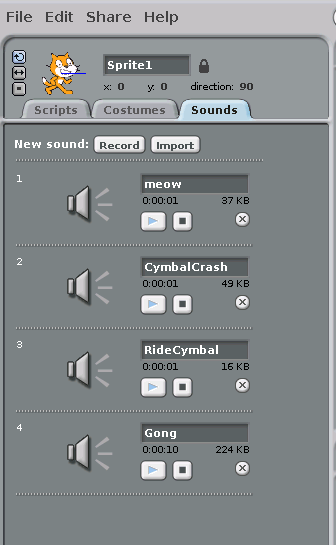 File Edit Share Help
Sprite1
x: 0 y: 0 direction: 90
Scripts Costumes Sounds
New sound: Record Import
1
meow
0:00:01 37 KB
2
CymbalCrash
0:00:01 49 KB
3
RideCymbal
0:00:01 16 KB
4
Gong
0:00:10 224 KB